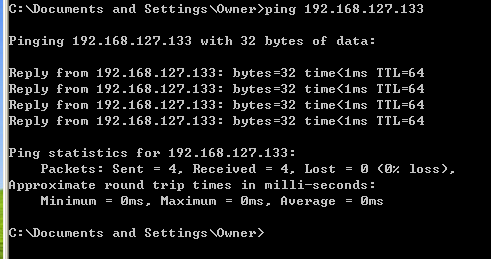 C:\Documents and Settings\Owner>ping 192.168.127.133
Pinging 192.168.127.133 with 32 bytes of data:
Reply from 192.168.127.133: bytes=32 time<1ms TTL=64
Reply from 192.168.127.133: bytes=32 time<1ms TTL=64
Reply from 192.168.127.133: bytes=32 time<1ms TTL=64
Reply from 192.168.127.133: bytes=32 time<1ms TTL=64
Ping statistics for 192.168.127.133:
    Packets: Sent = 4, Received = 4, Lost = 0 (0% loss),
Approximate round trip times in milli-seconds:
    Minimum = 0ms, Maximum = 0ms, Average = 0ms
C:\Documents and Settings\Owner>